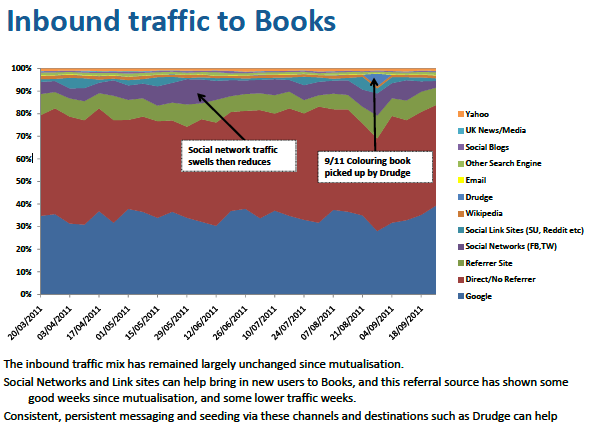 Inbound traffic to Books
100%
90%
80%
70%
60%
50%
40%
30%
20%
10%
0%
Social network traffic
swells then reduces
9/11 Colouring book
picked up by Drudge
20/03/2011
03/04/2011
17/04/2011
01/05/2011
15/05/2011
29/05/2011
12/06/2011
26/06/2011
10/07/2011
24/07/2011
07/08/2011
21/08/2011
04/09/2011
18/09/2011
Yahoo
UK News/Media
Social Blogs
Other Search Engine
Email
Drudge
Wikipedia
Social Link Sites (SU, Reddit etc)
Social Networks (FB,TW)
Referrer Site
Direct/No Referrer
Google
The inbound traffic mix has remained largely unchanged since mutualisation.
Social Networks and Link sites can help bring in new users to Books, and this referral source has shown some
good weeks since mutualisation, and some lower traffic weeks.
Consistent, persistent messaging and seeding via these channels and destinations such as Drudge can help